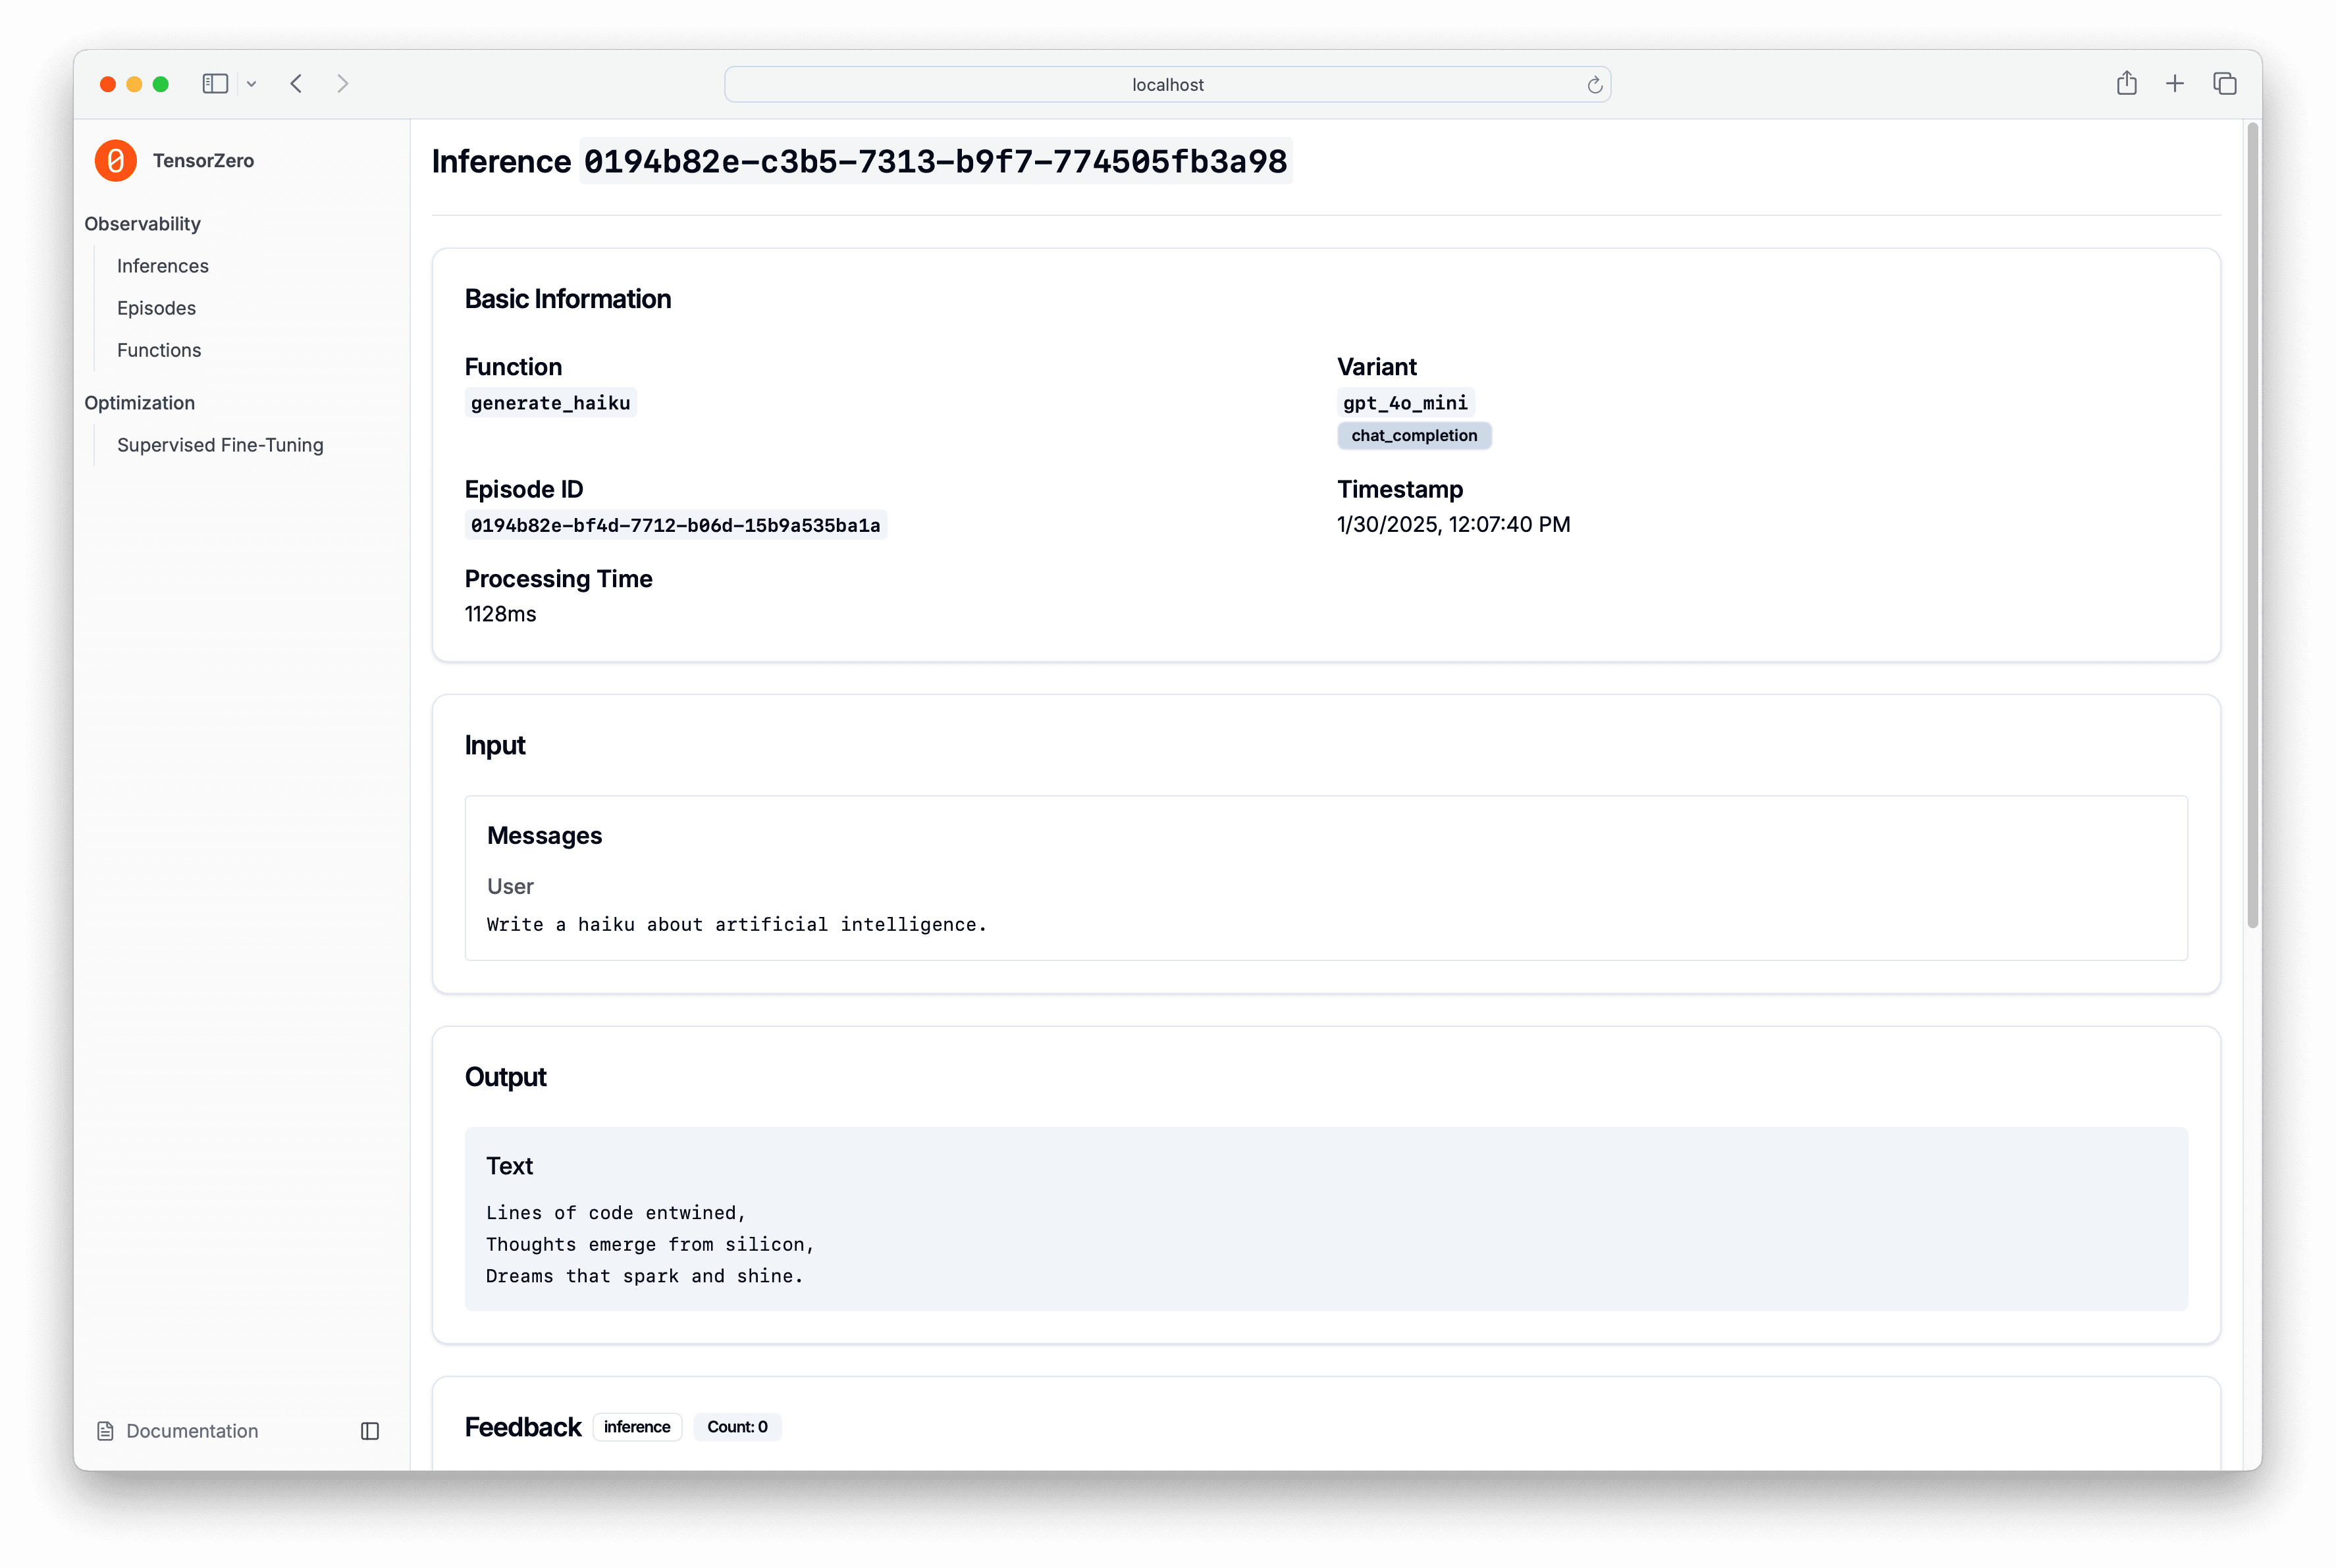 localhost
TensorZero
Observability
Inferences
Episodes
Functions
Optimization
Supervised Fine-Tuning
Documentation
Inference 0194b82e-c3b5-7313-b9f7-774505fb3a98
Basic Information
Function
generate_haiku
Variant
gpt_4o_mini
chat_completion
Episode ID
0194b82e-bf4d-7712-b06d-15b9a535ba1a
Timestamp
1/30/2025, 12:07:40 PM
Processing Time
1128ms
Input
Messages
User
Write a haiku about artificial intelligence.
Output
Text
Lines of code entwined,
Thoughts emerge from silicon,
Dreams that spark and shine.
Feedback inference Count: 0